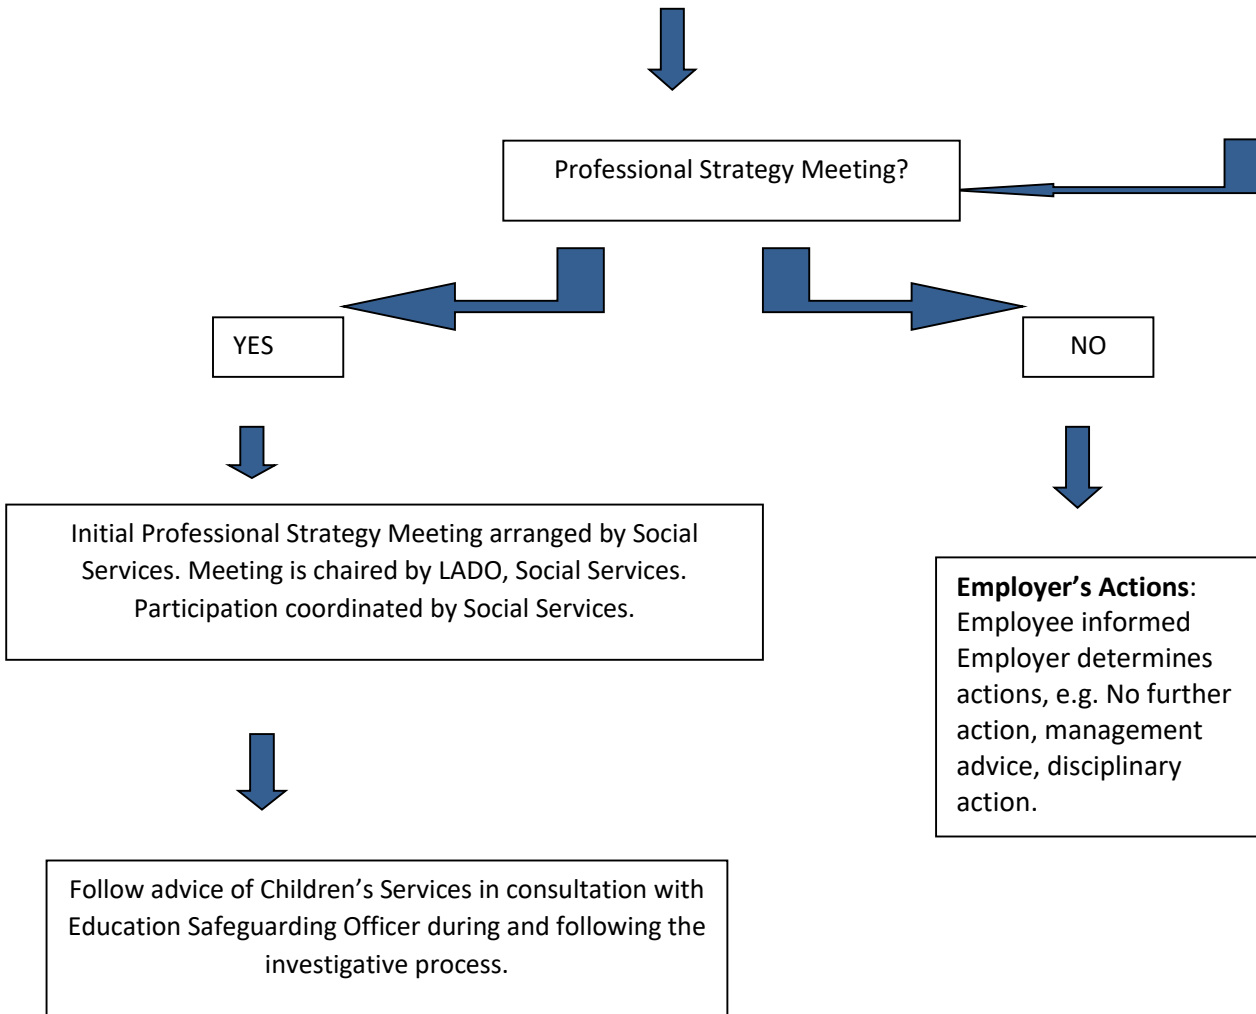 Professional Strategy Meeting?
YES
NO
Initial Professional Strategy Meeting arranged by Social
Services. Meeting is chaired by LADO, Social Services.
Participation coordinated by Social Services.
Employer’s Actions:
Employee informed
Employer determines
actions, e.g. No further
action, management
advice, disciplinary
action.
Follow advice of Children’s Services in consultation with
Education Safeguarding Officer during and following the
investigative process.